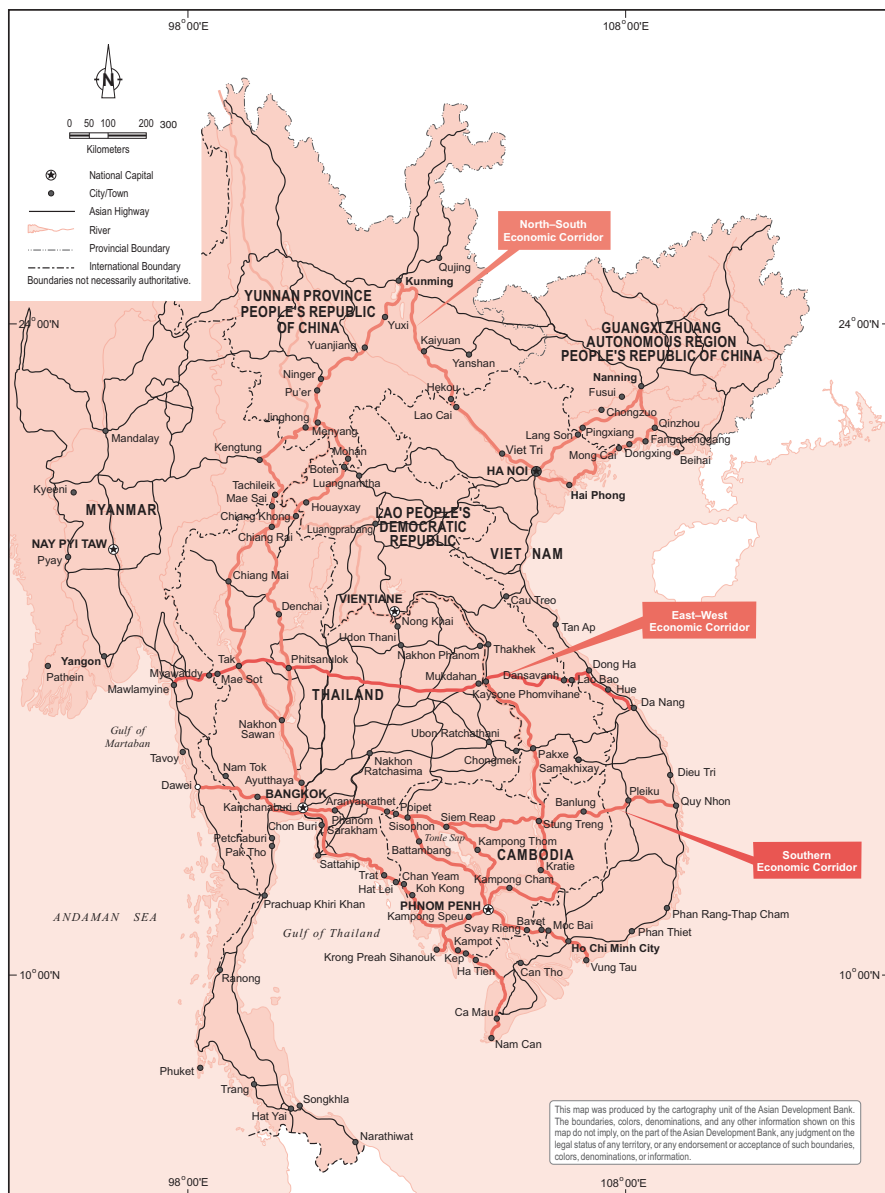 98°00'E
108°00'E
N
0 50 100 200 300
Kilometers
National Capital
City/Town
Asian Highway
River
Provincial Boundary
International Boundary
Boundaries not necessarily authoritative.
North–South
Economic Corridor
Qujing
Kunming
YUNNAN PROVINCE
PEOPLE'S REPUBLIC
OF CHINA
24°00'N
24°00'N
Yuxi
GUANGXI ZHUANG
AUTONOMOUS REGION
PEOPLE'S REPUBLIC OF CHINA
Yuanjiang
Kaiyuan
Yanshan
Ninger
Pu'er
Hekou
Lao Cai
Nanning
Fusui
Chongzuo
Jinghong
Menyang
Mandalay
Lang Son
Pingxiang
Qinzhou
Fangchenggang
Mong Cai
Dongxing
Beihai
Kengtung
Mohan
Boten
Luangnamtha
Viet Tri
HA NOI
Hai Phong
Kyeeni
MYANMAR
Tachileik
Mae Sai
Chiang Khong
Houayxay
Chiang Rai
Luangprabang
LAO PEOPLE'S
DEMOCRATIC
REPUBLIC
NAY PYI TAW
Pyay
VIET NAM
Chiang Mai
Denchai
VIENTIANE
Nong Khai
Udon Thani
Cau Treo
Tan Ap
East–West
Economic Corridor
Nakhon Phanom
Thakhek
Yangon
Pathein
Tak
Phitsanulok
Myawaddy
Mae Sot
Mawlamyine
Mukdahan
Dansavanh
Lao Bao
Dong Ha
Hue
Kaysone Phomvihane
Da Nang
THAILAND
Gulf of
Martaban
Nakhon
Sawan
Ubon Ratchathani
Tavoy
Nam Tok
Nakhon
Ratchasima
Chongmek
Pakxe
Samakhixay
Dieu Tri
Dawei
Ayutthaya
BANGKOK
Kanchanaburi
Aranyaprathet
Poipet
Phanom
Sarakham
Sisophon
Siem Reap
Banlung
Pleiku
Quy Nhon
Stung Treng
Chon Buri
Tonle Sap
Battambang
Kampong Thom
CAMBODIA
Petchaburi
Pak Tho
Sattahip
Kratie
Southern
Economic Corridor
Trat
Hat Lei
Chan Yeam
Koh Kong
Kampong Cham
Prachuap Khiri Khan
PHNOM PENH
Kampong Speu
Bavet
Moc Bai
Svay Rieng
Phan Rang-Thap Cham
Phan Thiet
ANDAMAN SEA
Gulf of Thailand
Krong Preah Sihanouk
Kampot
Kep
Ha Tien
Ho Chi Minh City
Vung Tau
Can Tho
10°00'N
10°00'N
Ranong
Ca Mau
Nam Can
Phuket
Trang
Songkhla
Hat Yai
Narathiwat
This map was produced by the cartography unit of the Asian Development Bank.
The boundaries, colors, denominations, and any other information shown on this
map do not imply, on the part of the Asian Development Bank, any judgment on the
legal status of any territory, or any endorsement or acceptance of such boundaries,
colors, denominations, or information.
98°00'E
108°00'E